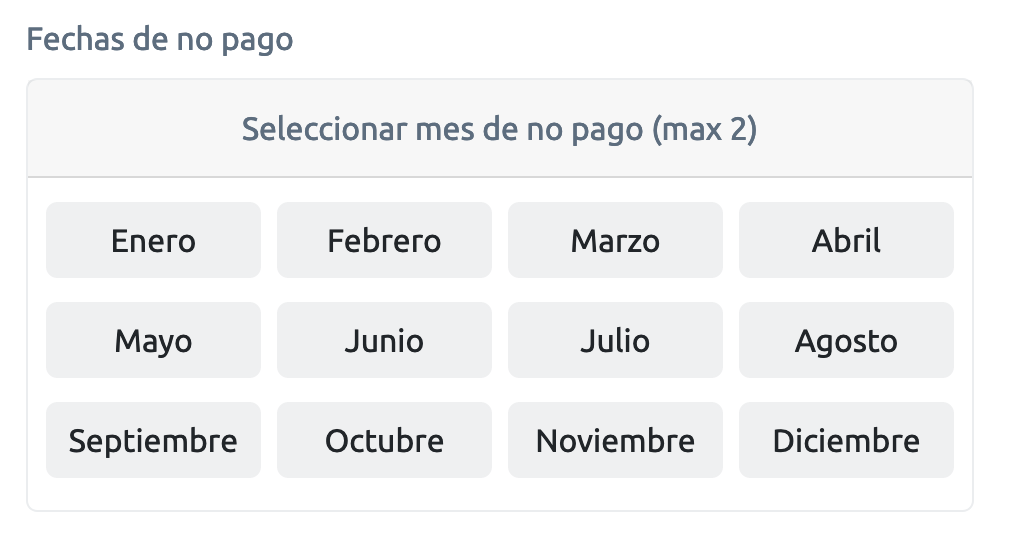 Fechas de no pago
Seleccionar mes de no pago (max 2)
Enero Febrero Marzo Abril
Mayo Junio Julio Agosto
Septiembre Octubre Noviembre Diciembre